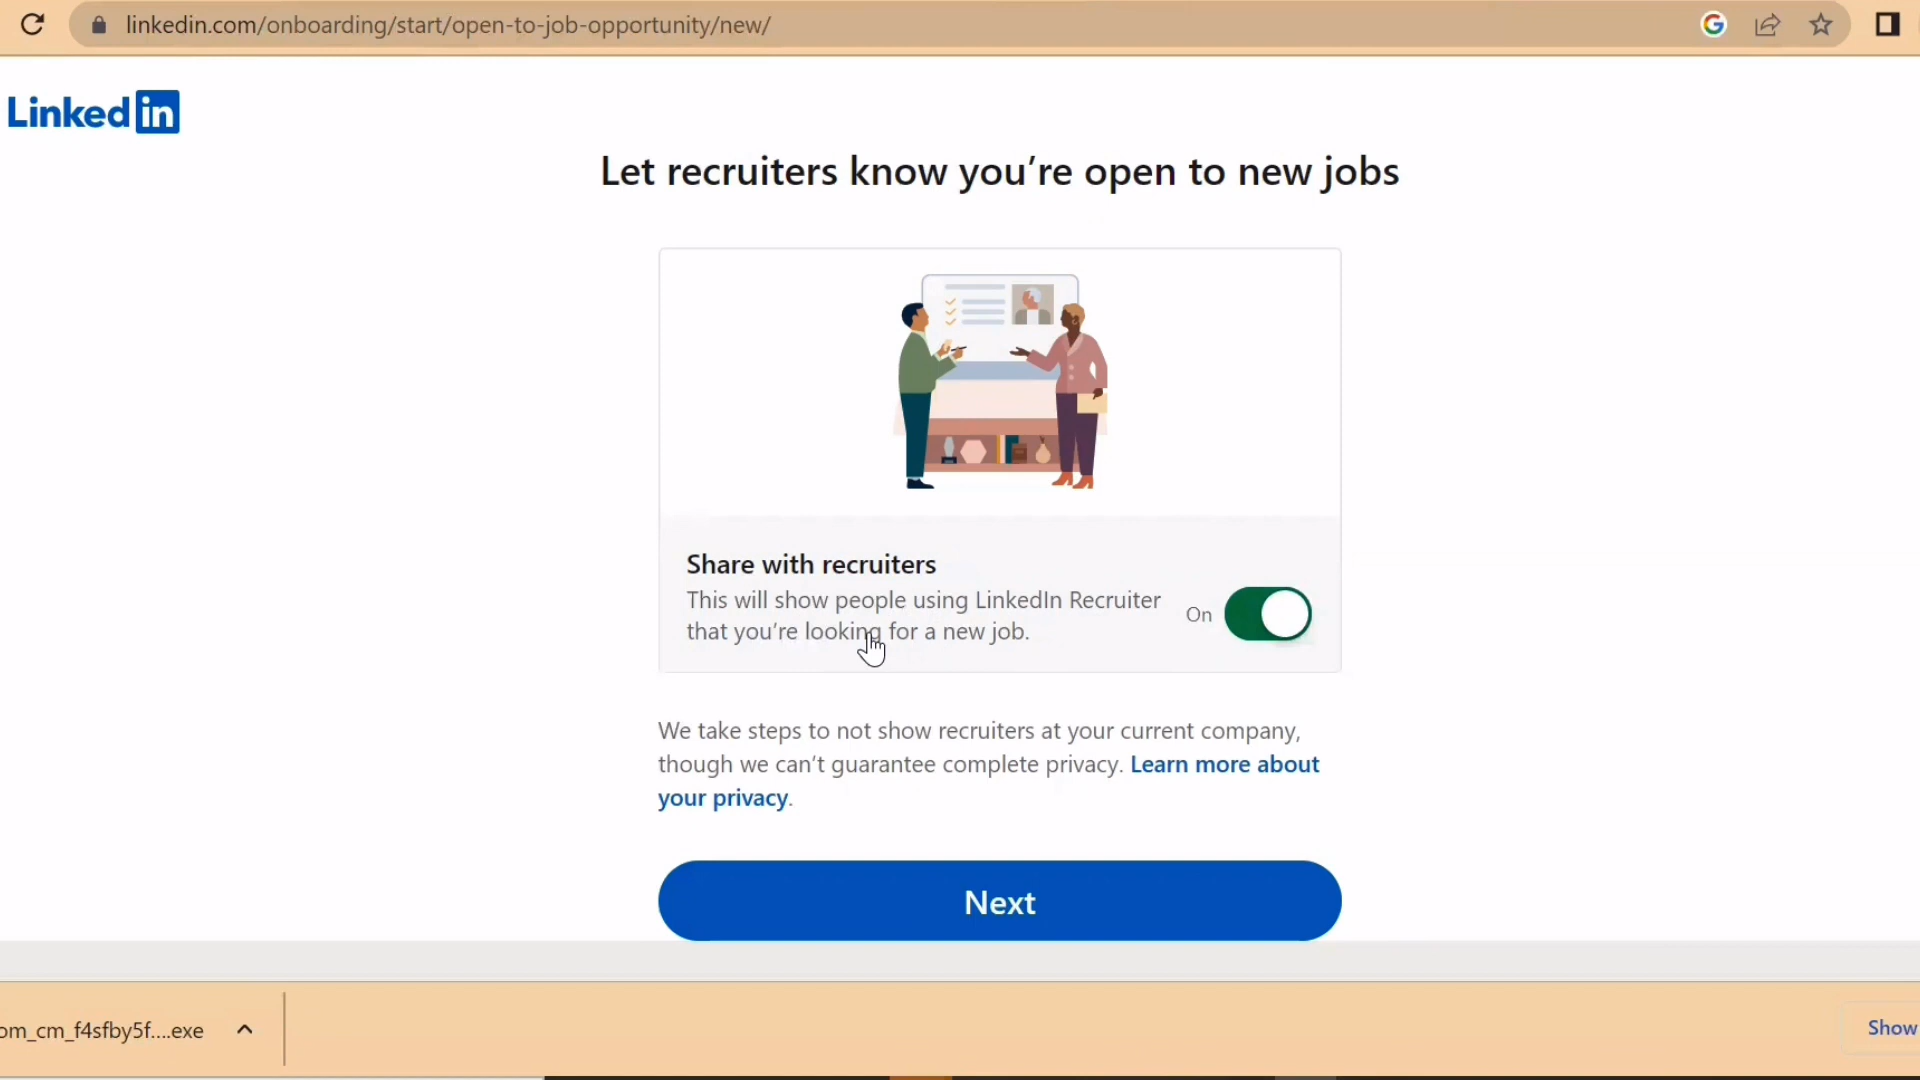 linkedin.com/onboarding/start/open-to-job-opportunity/new/
Linked in
Let recruiters know you’re open to new jobs
Share with recruiters
This will show people using LinkedIn Recruiter
that you’re looking for a new job.
On
We take steps to not show recruiters at your current company,
though we can’t guarantee complete privacy. Learn more about
your privacy.
Next
om_cm_f4sfby5f....exe
Show